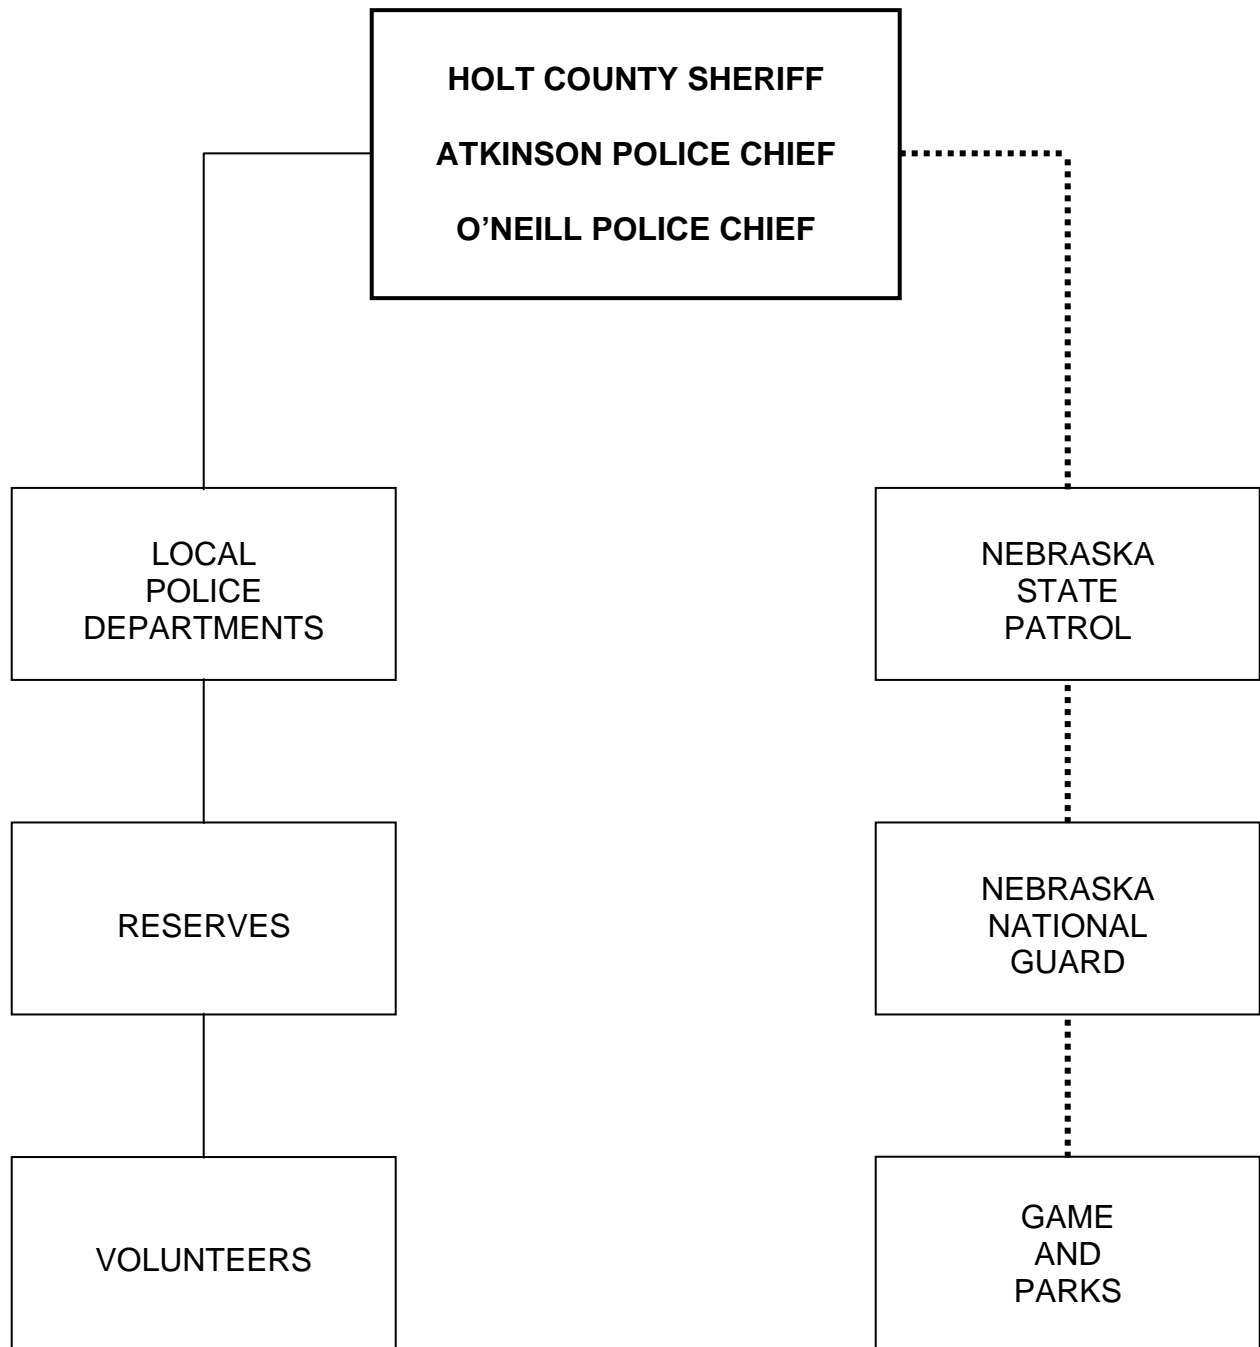 HOLT COUNTY SHERIFF
ATKINSON POLICE CHIEF
O’NEILL POLICE CHIEF
LOCAL
POLICE
DEPARTMENTS
NEBRASKA
STATE
PATROL
RESERVES
NEBRASKA
NATIONAL
GUARD
VOLUNTEERS
GAME
AND
PARKS